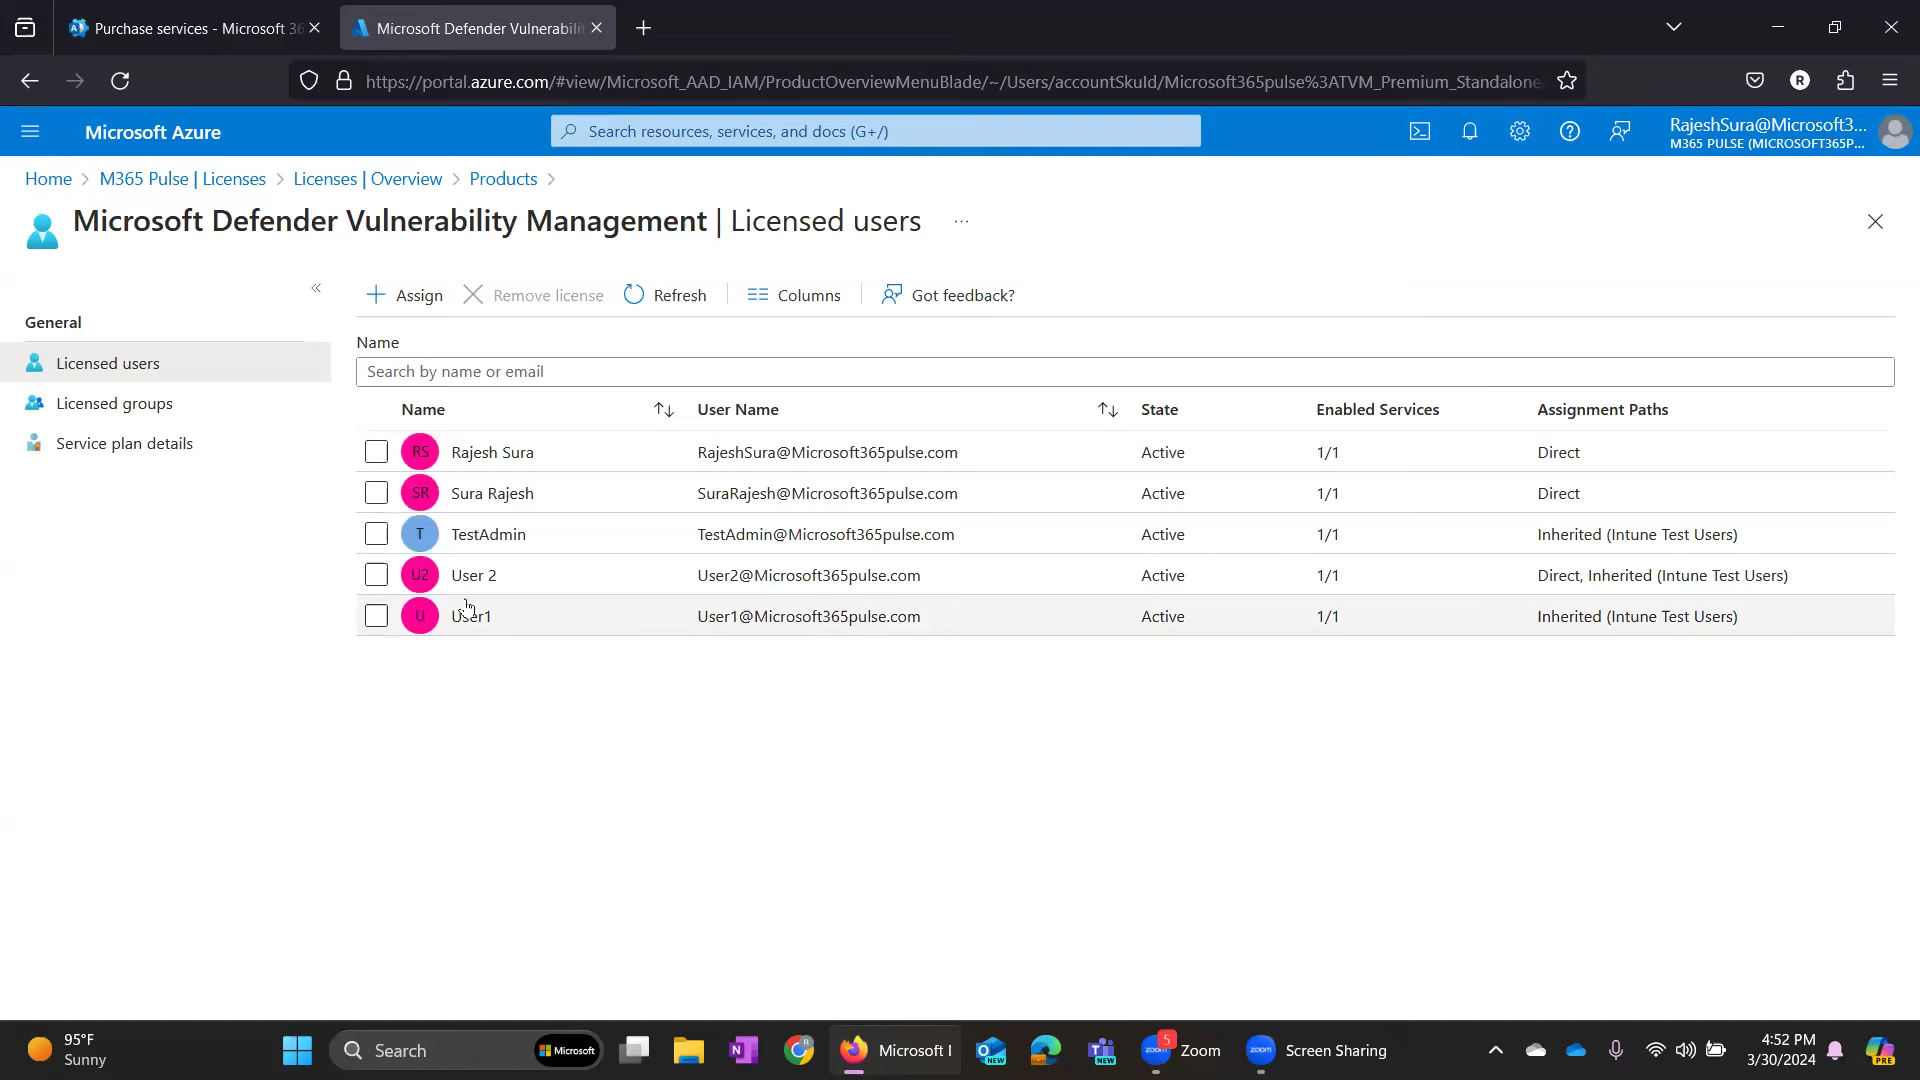 Purchase services - Microsoft 36
Microsoft Defender Vulnerabilit
https://portal.azure.com/#view/Microsoft_AAD_IAM/ProductOverviewMenuBlade/~/Users/accountSkuId/Microsoft365pulse%3ATVM_Premium_Standalone
R
Microsoft Azure
Search resources, services, and docs (G+/)
RajeshSura@Microsoft3...
M365 PULSE (MICROSOFT365P...
Home > M365 Pulse | Licenses > Licenses | Overview > Products >
Microsoft Defender Vulnerability Management | Licensed users ...
General
Licensed users
Licensed groups
Service plan details
Assign Remove license Refresh Columns Got feedback?
Name
Search by name or email
Name User Name State Enabled Services Assignment Paths
RS Rajesh Sura RajeshSura@Microsoft365pulse.com Active 1/1 Direct
SR Sura Rajesh SuraRajesh@Microsoft365pulse.com Active 1/1 Direct
T TestAdmin TestAdmin@Microsoft365pulse.com Active 1/1 Inherited (Intune Test Users)
U2 User 2 User2@Microsoft365pulse.com Active 1/1 Direct, Inherited (Intune Test Users)
U User1 User1@Microsoft365pulse.com Active 1/1 Inherited (Intune Test Users)
95°F
Sunny
Search
Microsoft
N
R
Microsoft I
NEW
NEW
zoom
5
Zoom
zoom
Screen Sharing
4:52 PM
3/30/2024
PRE